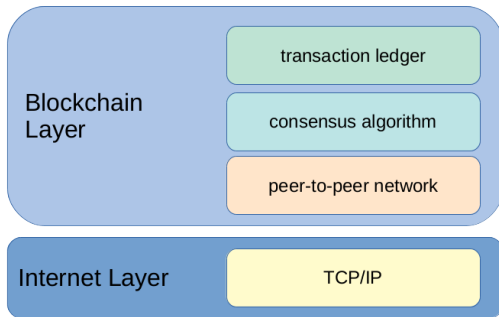 transaction ledger
Blockchain
Layer
consensus algorithm
peer-to-peer network
Internet Layer
TCP/IP